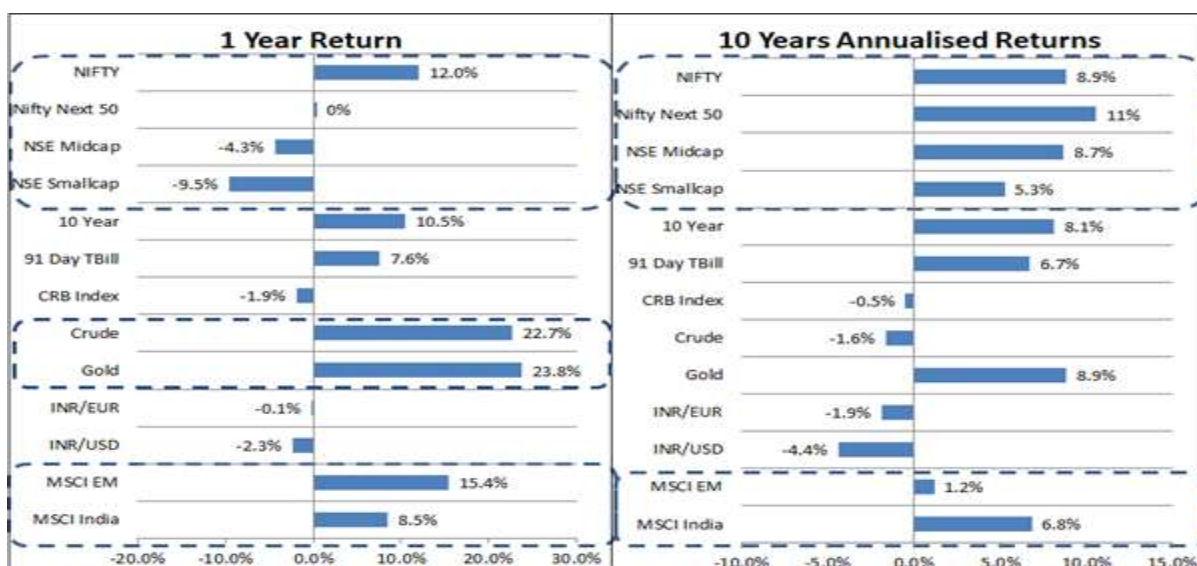 1 Year Return
NIFTY 12.0%
Nifty Next 50 0%
NSE Midcap -4.3%
NSE Smallcap -9.5%
10 Year 10.5%
91 Day TBill 7.6%
CRB Index -1.9%
Crude 22.7%
Gold 23.8%
INR/EUR -0.1%
INR/USD -2.3%
MSCI EM 15.4%
MSCI India 8.5%
-20.0% -10.0% 0.0% 10.0% 20.0% 30.0%
10 Years Annualised Returns
NIFTY 8.9%
Nifty Next 50 11%
NSE Midcap 8.7%
NSE Smallcap 5.3%
10 Year 8.1%
91 Day TBill 6.7%
CRB Index -0.5%
Crude -1.6%
Gold 8.9%
INR/EUR -1.9%
INR/USD -4.4%
MSCI EM 1.2%
MSCI India 6.8%
-10.0% -5.0% 0.0% 5.0% 10.0% 15.0%